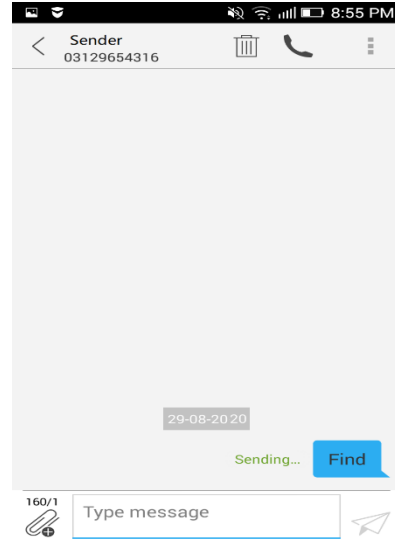 8:55 PM
Sender
03129654316
29-08-2020
Sending...
Find
160/1
Type message